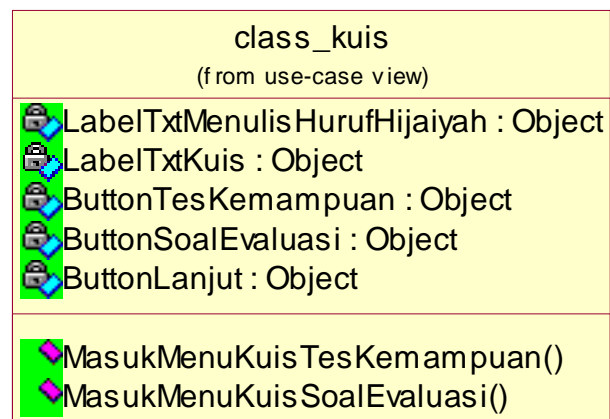 class_kuis
(from use-case view)
LabelTxtMenulisHurufHijaiyah : Object
LabelTxtKuis : Object
ButtonTesKemampuan : Object
ButtonSoalEvaluasi : Object
ButtonLanjut : Object
MasukMenuKuisTesKemampuan()
MasukMenuKuisSoalEvaluasi()